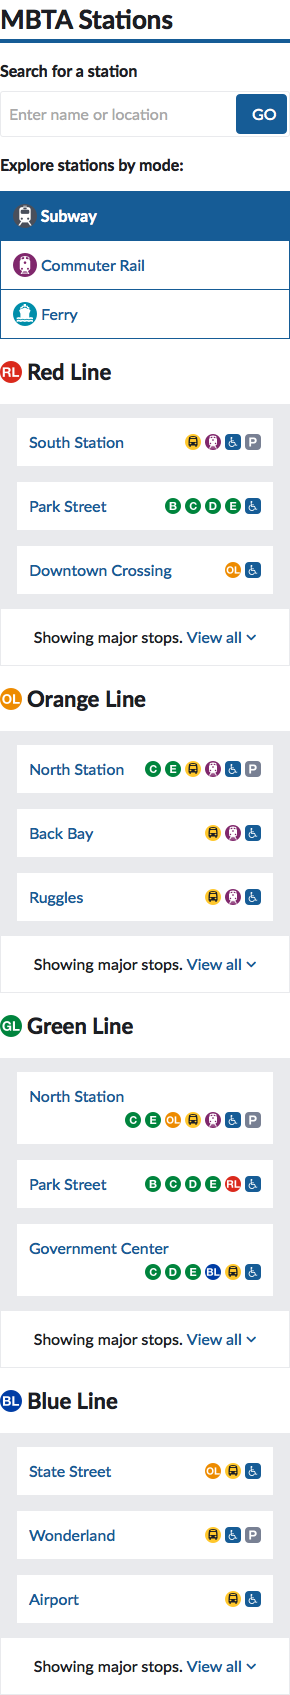 MBTA Stations
Search for a station
Enter name or location GO
Explore stations by mode:
Subway
Commuter Rail
Ferry
RL Red Line
South Station P
Park Street B C D E
Downtown Crossing OL
Showing major stops. View all
OL Orange Line
North Station C E P
Back Bay
Ruggles
Showing major stops. View all
GL Green Line
North Station
C E OL P
Park Street B C D E RL
Government Center
C D E BL
Showing major stops. View all
BL Blue Line
State Street OL
Wonderland P
Airport
Showing major stops. View all